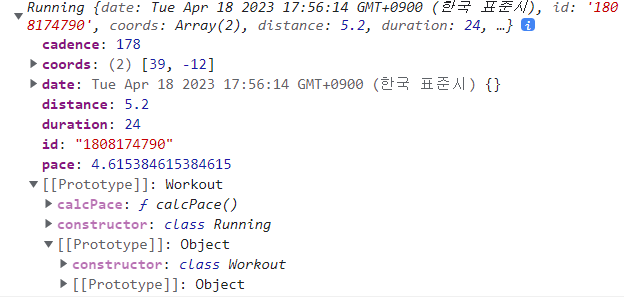 Running {date: Tue Apr 18 2023 17:56:14 GMT+0900 (한국 표준시), id: '180
8174790', coords: Array(2), distance: 5.2, duration: 24, …} i
cadence: 178
coords: (2) [39, -12]
date: Tue Apr 18 2023 17:56:14 GMT+0900 (한국 표준시) {}
distance: 5.2
duration: 24
id: "1808174790"
pace: 4.615384615384615
[[Prototype]]: Workout
calcPace: ƒ calcPace()
constructor: class Running
[[Prototype]]: Object
constructor: class Workout
[[Prototype]]: Object